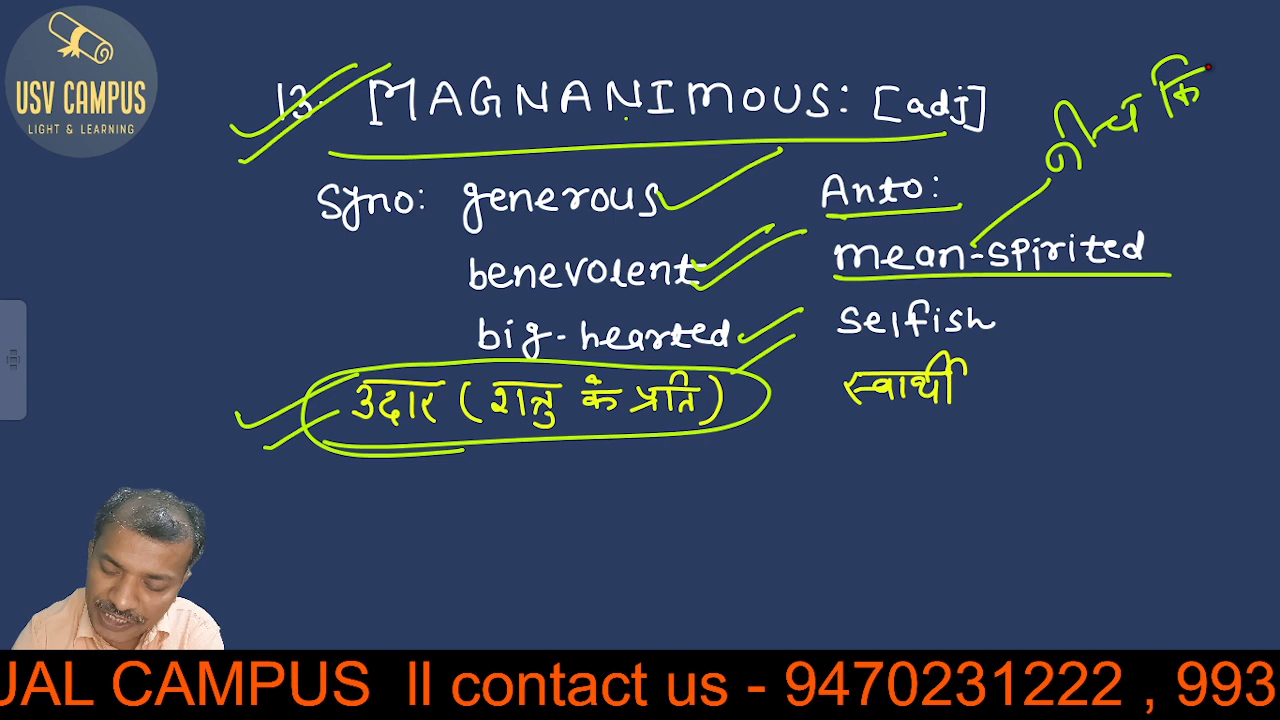 USV CAMPUS
LIGHT & LEARNING
13. MAGNANIMOUS: [adj]
Syno: generous
benevolent
big-hearted
उदार (शत्रु के प्रति)
Anto:
mean-spirited
selfish
स्वार्थी
कि
UAL CAMPUS ll contact us - 9470231222 , 993